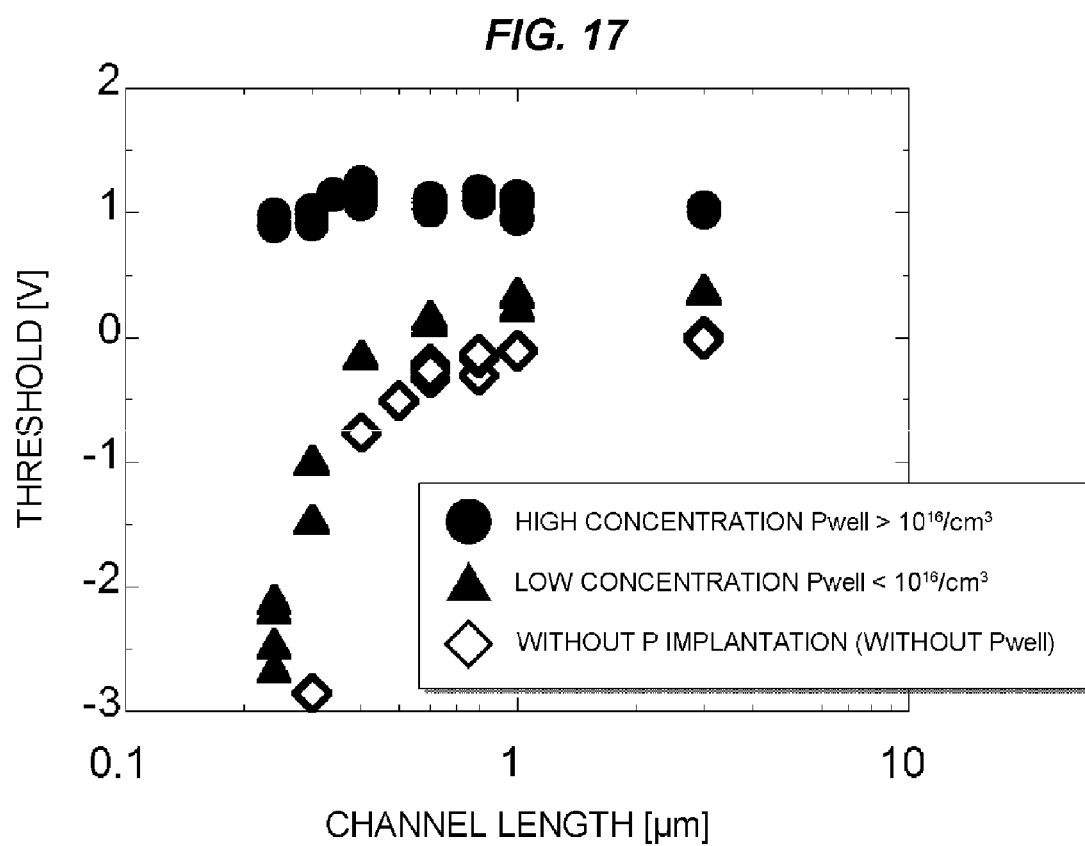 FIG. 17
2
1
0
-1
-2
-3
THRESHOLD [V]
HIGH CONCENTRATION Pwell > 10¹⁶/cm³
LOW CONCENTRATION Pwell < 10¹⁶/cm³
WITHOUT P IMPLANTATION (WITHOUT Pwell)
0.1 1 10
CHANNEL LENGTH [µm]